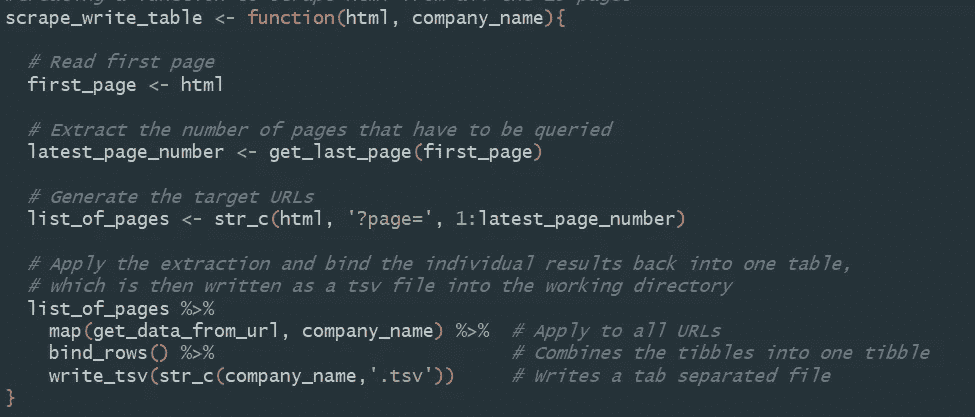 scrape_write_table <- function(html, company_name){
# Read first page
first_page <- html
# Extract the number of pages that have to be queried
latest_page_number <- get_last_page(first_page)
# Generate the target URLs
list_of_pages <- str_c(html, '?page=', 1:latest_page_number)
# Apply the extraction and bind the individual results back into one table,
# which is then written as a tsv file into the working directory
list_of_pages %>%
map(get_data_from_url, company_name) %>%  # Apply to all URLs
bind_rows() %>%                           # Combines the tibbles into one tibble
write_tsv(str_c(company_name,'.tsv'))     # Writes a tab separated file
}